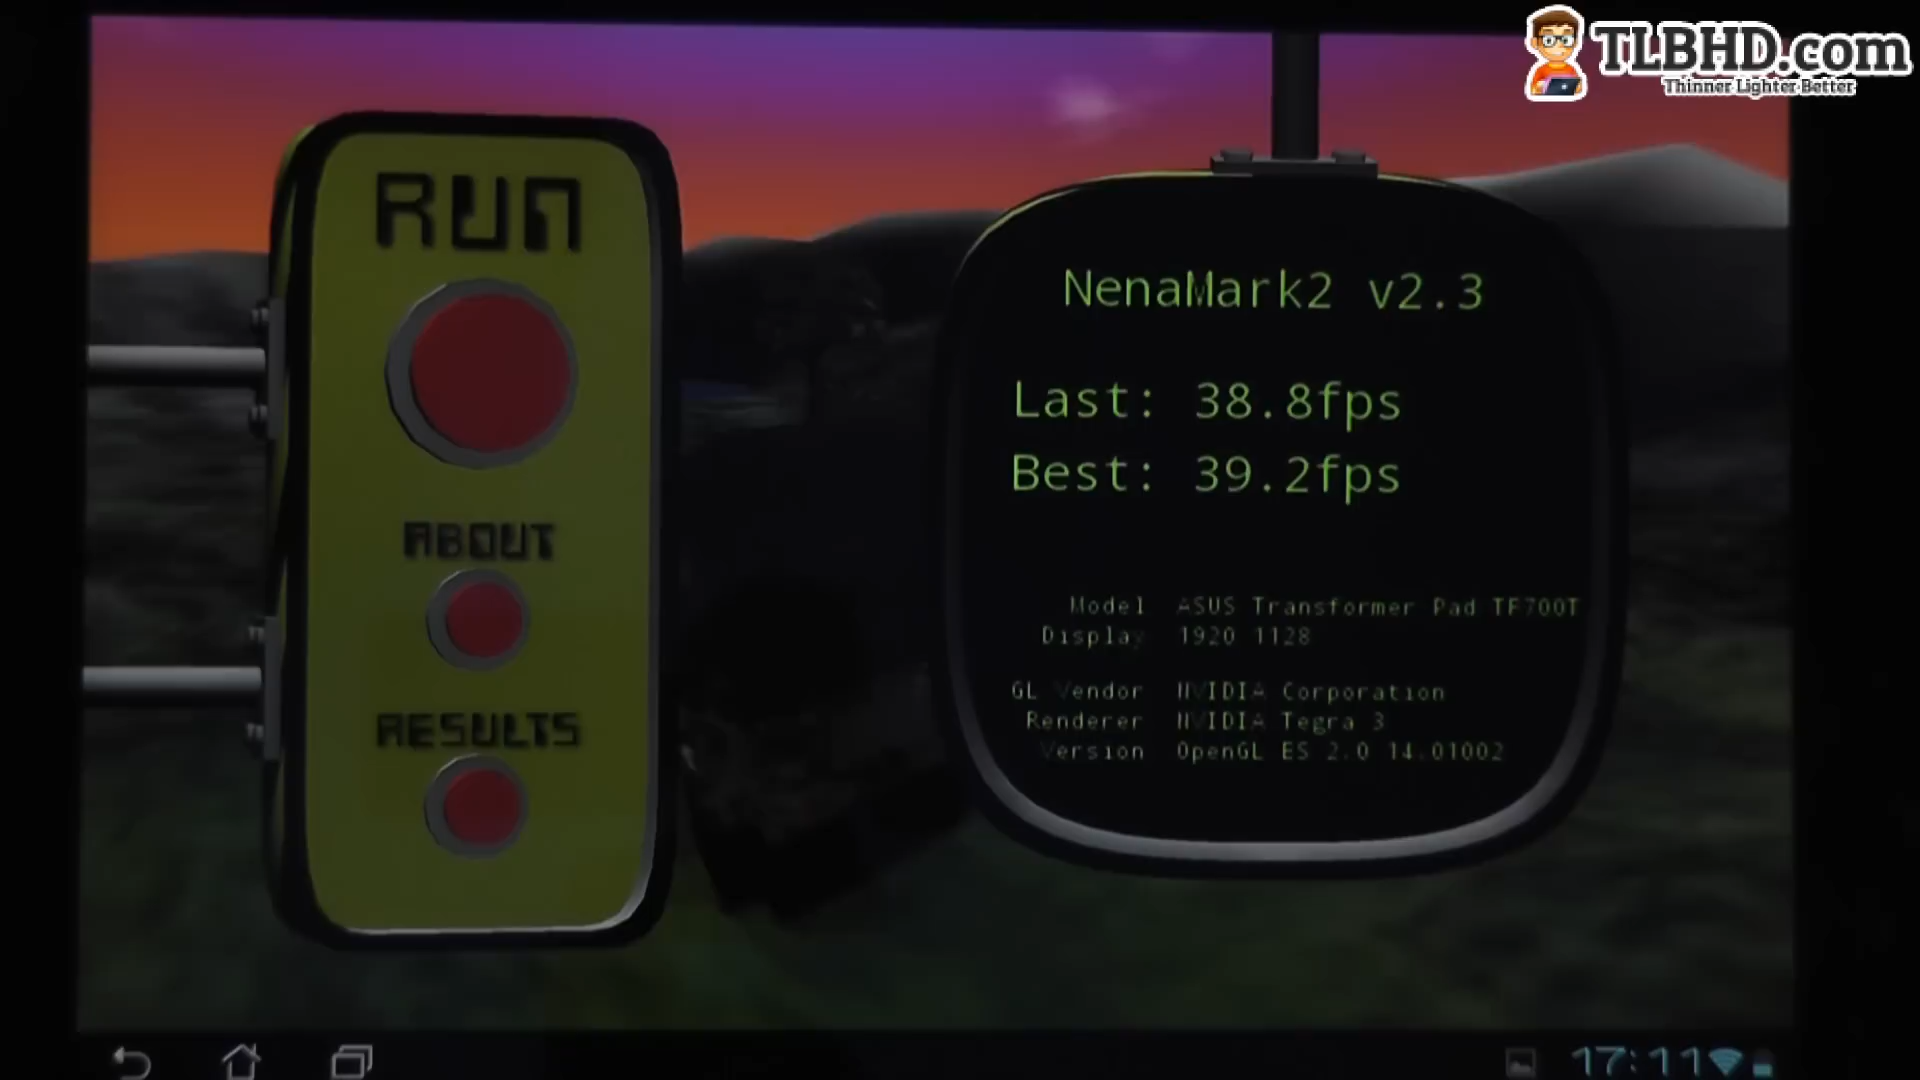 TLBHD.com
Thinner Lighter Better
RUN
ABOUT
RESULTS
NenaMark2 v2.3
Last: 38.8fps
Best: 39.2fps
Model ASUS Transformer Pad TF700T
Display 1920 1128
GL Vendor NVIDIA Corporation
Renderer NVIDIA Tegra 3
Version OpenGL ES 2.0 14.01002
17:11